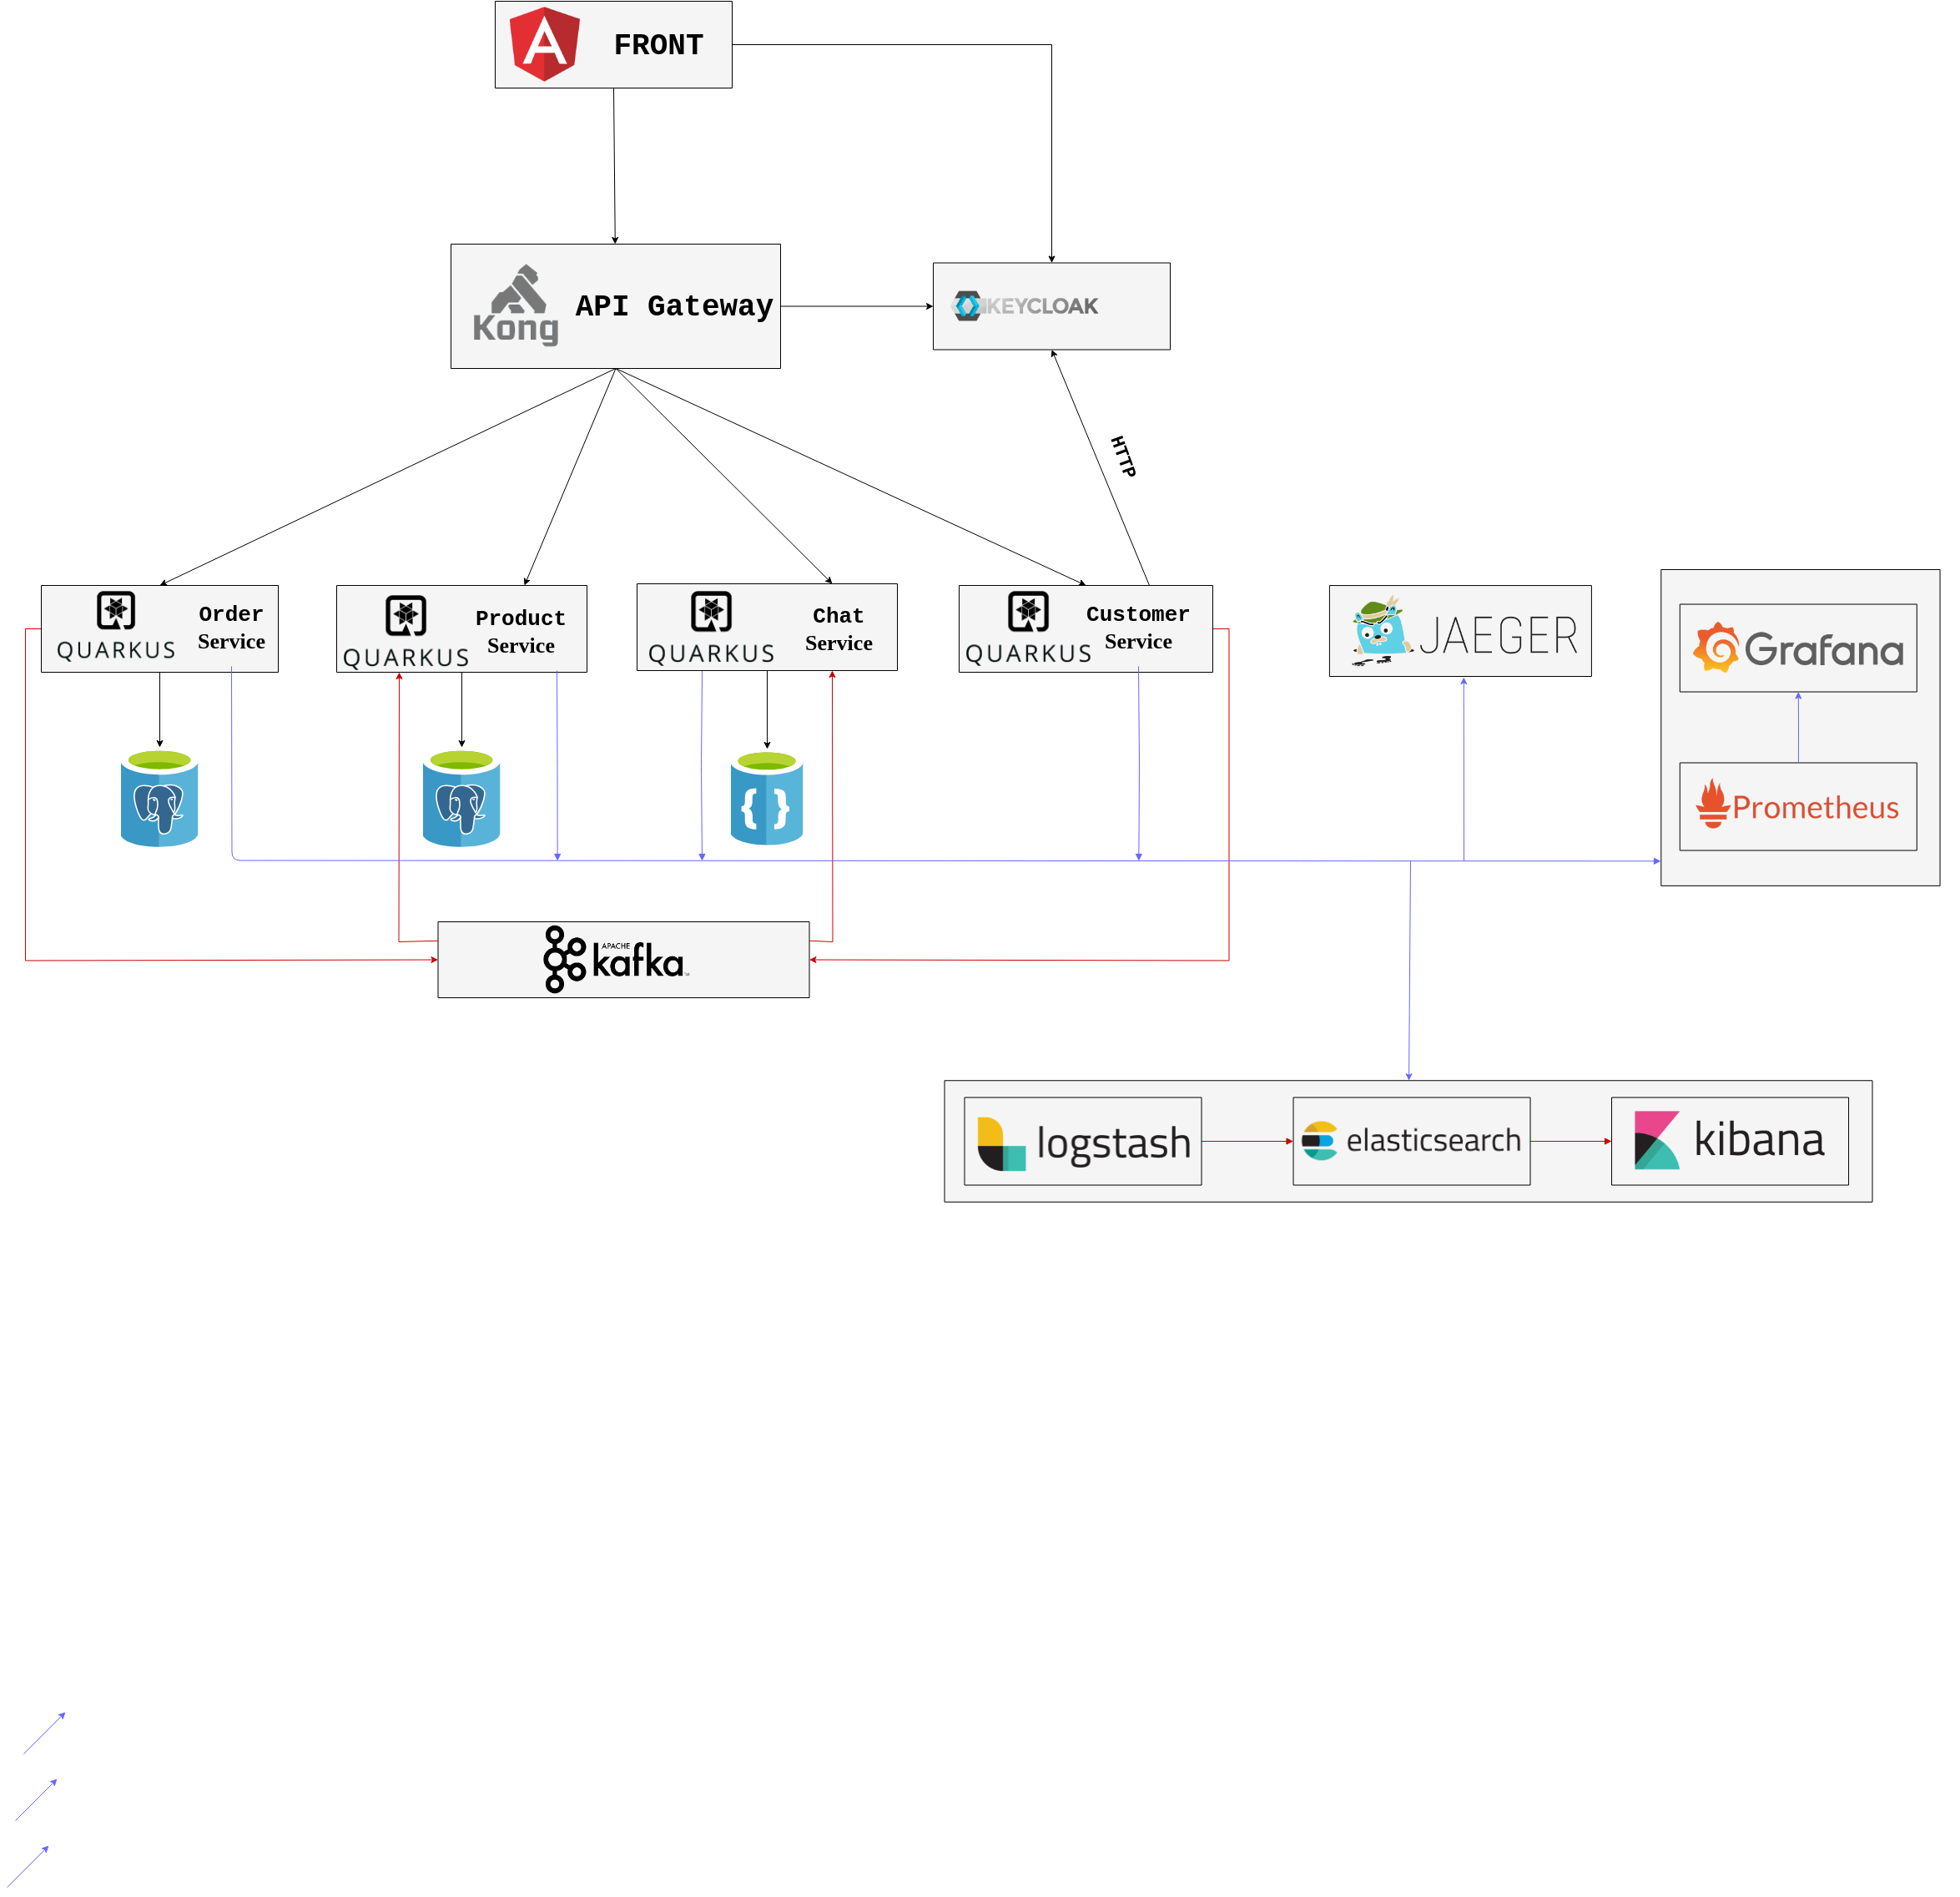 FRONT
Kong
API Gateway
KEYCLOAK
HTTP
QUARKUS
Order
Service
QUARKUS
Product
Service
QUARKUS
Chat
Service
QUARKUS
Customer
Service
JAEGER
Grafana
Prometheus
{ }
APACHE
kafka
logstash
elasticsearch
kibana